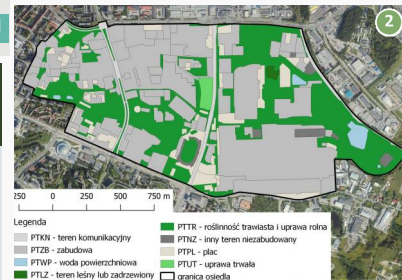 2
250 0 250 500 750 m
Legenda
PTKN - teren komunikacyjny
PTZB - zabudowa
PTWP - woda powierzchniowa
PTLZ - teren leśny lub zadrzewiony
PTTR - roślinność trawiasta i uprawa rolna
PTNZ - inny teren niezabudowany
PTPL - plac
PTUT - uprawa trwała
granica osiedla